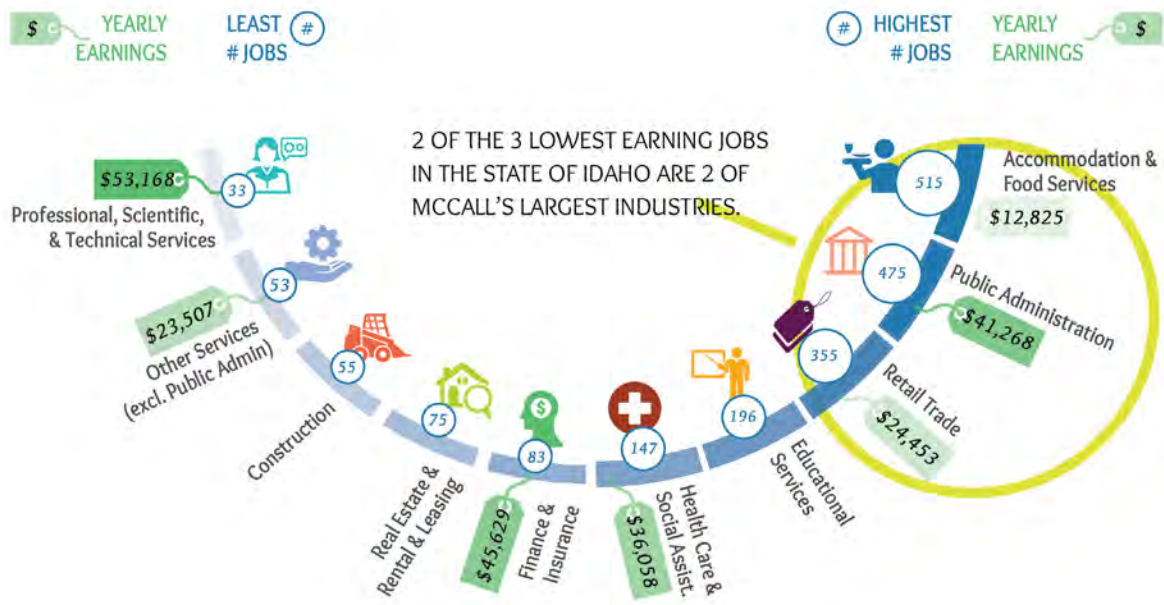 $ YEARLY
EARNINGS
LEAST #
# JOBS
# HIGHEST
# JOBS
YEARLY $
EARNINGS
2 OF THE 3 LOWEST EARNING JOBS
IN THE STATE OF IDAHO ARE 2 OF
MCCALL'S LARGEST INDUSTRIES.
$53,168
33
Professional, Scientific,
& Technical Services
53
$23,507
Other Services
(excl. Public Admin)
55
Construction
75
Real Estate &
Rental & Leasing
$
83
$45,629
Finance &
Insurance
147
$36,058
Health Care &
Social Assist.
196
Educational
Services
355
Retail Trade
$24,453
475
Public Administration
$41,268
515
Accommodation &
Food Services
$12,825